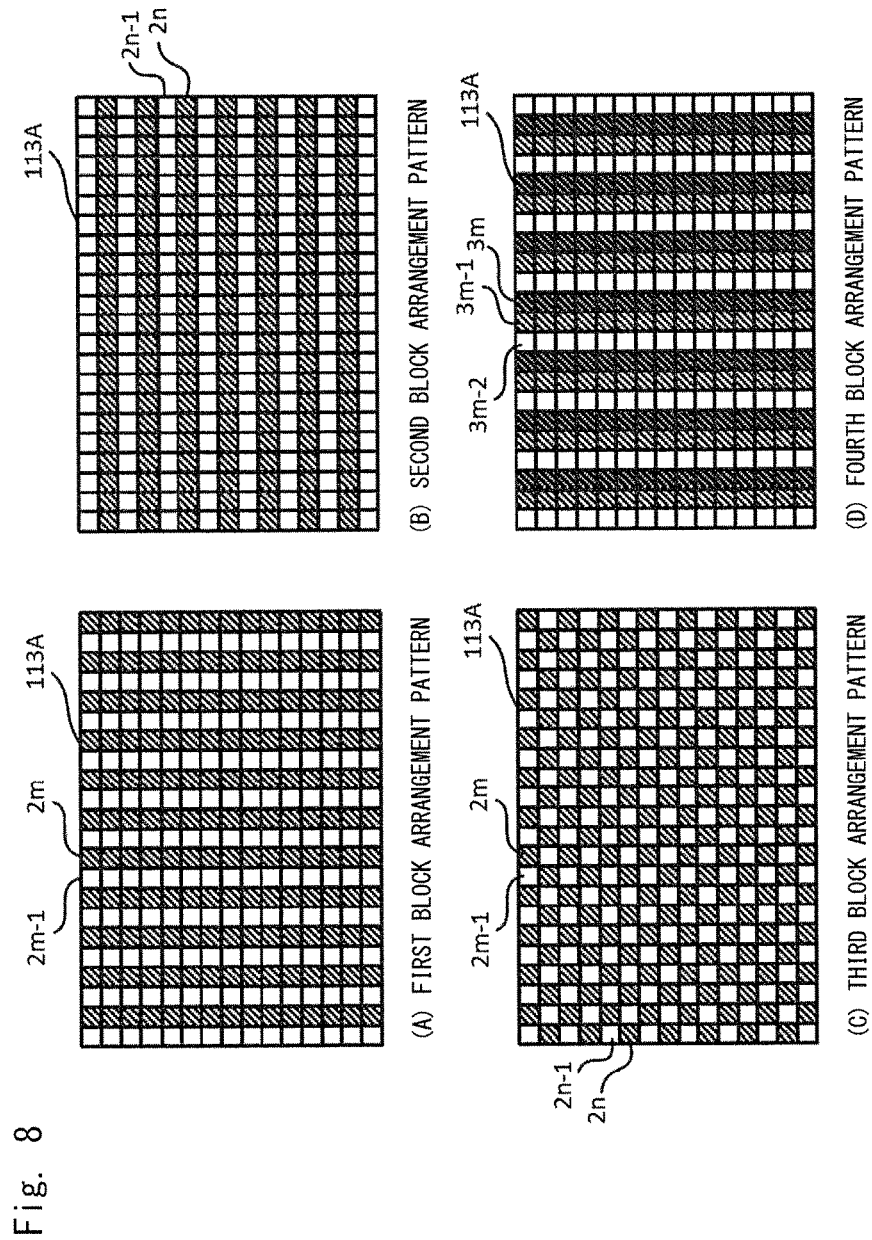 Fig. 8
2m-1
2m
113A
(A) FIRST BLOCK ARRANGEMENT PATTERN
113A
2n-1
2n
(B) SECOND BLOCK ARRANGEMENT PATTERN
2n-1
2n
2m-1
2m
113A
(C) THIRD BLOCK ARRANGEMENT PATTERN
3m-2
3m-1
3m
113A
(D) FOURTH BLOCK ARRANGEMENT PATTERN